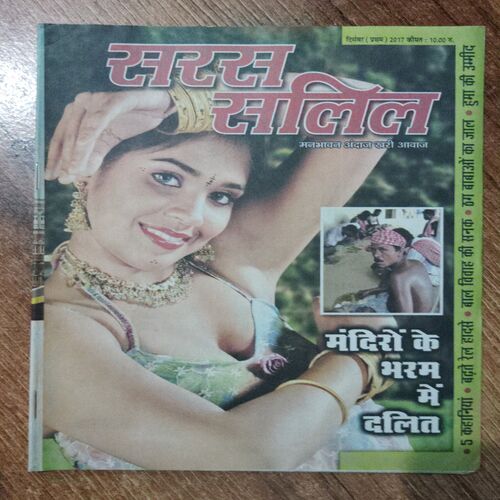 दिसंबर ( प्रथम ) 2017 कीमत : 10.00 रु.
सरस
सलिल
मनभावन अंदाज खरी आवाज
मंदिरों के
भरम
में
दलित
• 5 कहानियां • बढ़ते रेल हादसे • बाल विवाह की सनक • ठग बाबाओं का जाल • हुमा की उम्मीद